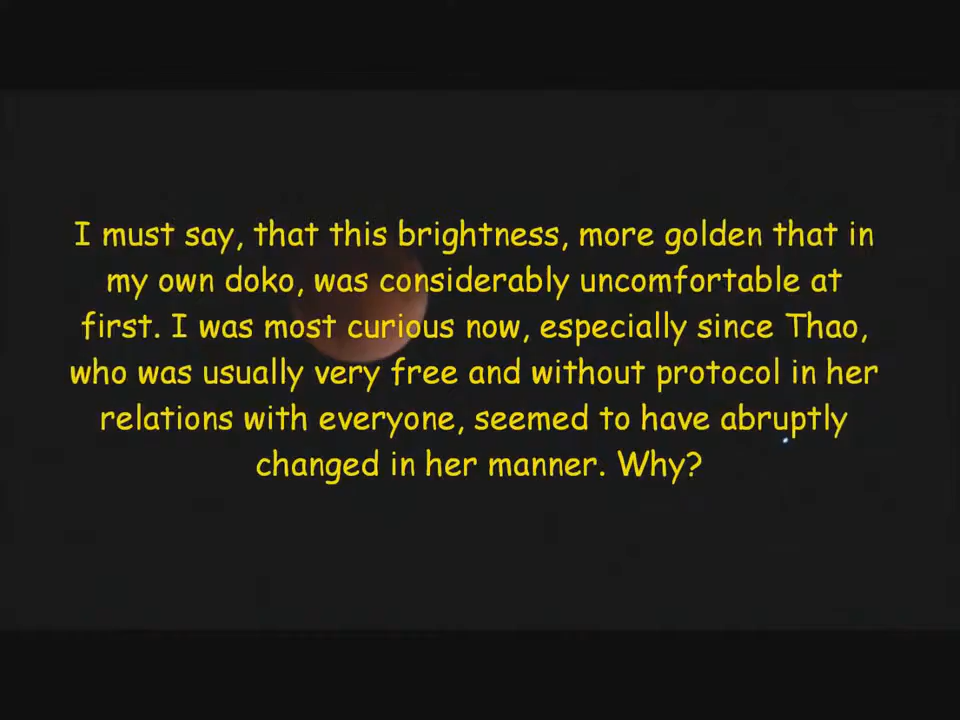 I must say, that this brightness, more golden that in
my own doko, was considerably uncomfortable at
first. I was most curious now, especially since Thao,
who was usually very free and without protocol in her
relations with everyone, seemed to have abruptly
changed in her manner. Why?